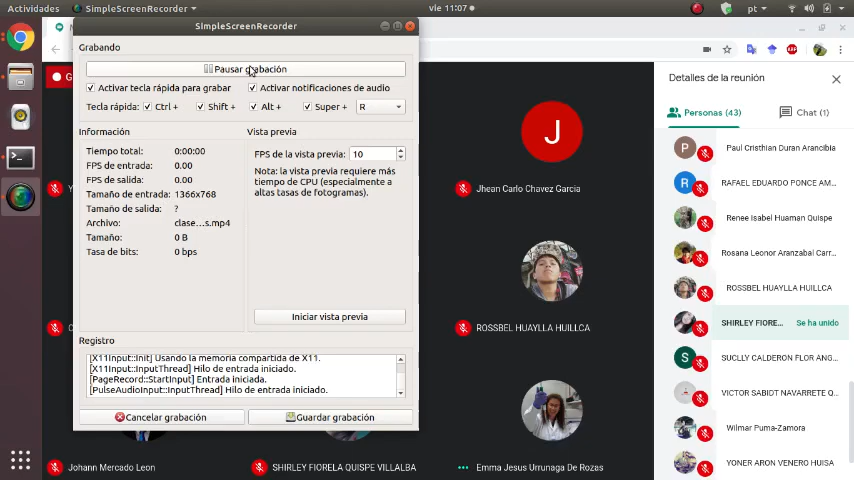 Actividades
SimpleScreenRecorder
vie 11:07
pt
SimpleScreenRecorder
Grabando
Pausar grabación
Activar tecla rápida para grabar
Activar notificaciones de audio
Tecla rápida: Ctrl + Shift + Alt + Super + R
Información
Tiempo total: 0:00:00
FPS de entrada: 0.00
FPS de salida: 0.00
Tamaño de entrada: 1366x768
Tamaño de salida: ?
Archivo: clase...s.mp4
Tamaño: 0 B
Tasa de bits: 0 bps
Vista previa
FPS de la vista previa: 10
Nota: la vista previa requiere más
tiempo de CPU (especialmente a
altas tasas de fotogramas).
Iniciar vista previa
Registro
[X11Input::Init] Usando la memoria compartida de X11.
[X11Input::InputThread] Hilo de entrada iniciado.
[PageRecord::StartInput] Entrada iniciada.
[PulseAudioInput::InputThread] Hilo de entrada iniciado.
Cancelar grabación
Guardar grabación
G
Y
C
J
Jhean Carlo Chavez Garcia
ROSSBEL HUAYLLA HUILLCA
Johann Mercado Leon
SHIRLEY FIORELA QUISPE VILLALBA
Emma Jesus Urrunaga De Rozas
Detalles de la reunión
Personas (43)
Chat (1)
P
Paul Cristhian Duran Arancibia
R
RAFAEL EDUARDO PONCE AM...
Renee Isabel Huaman Quispe
Rosana Leonor Aranzabal Carr...
ROSSBEL HUAYLLA HUILLCA
SHIRLEY FIORE... Se ha unido
S
SUCLLY CALDERON FLOR ANG...
VICTOR SABIOT NAVARRETE Q...
Wilmar Puma-Zamora
YONER ARON VENERO HUISA